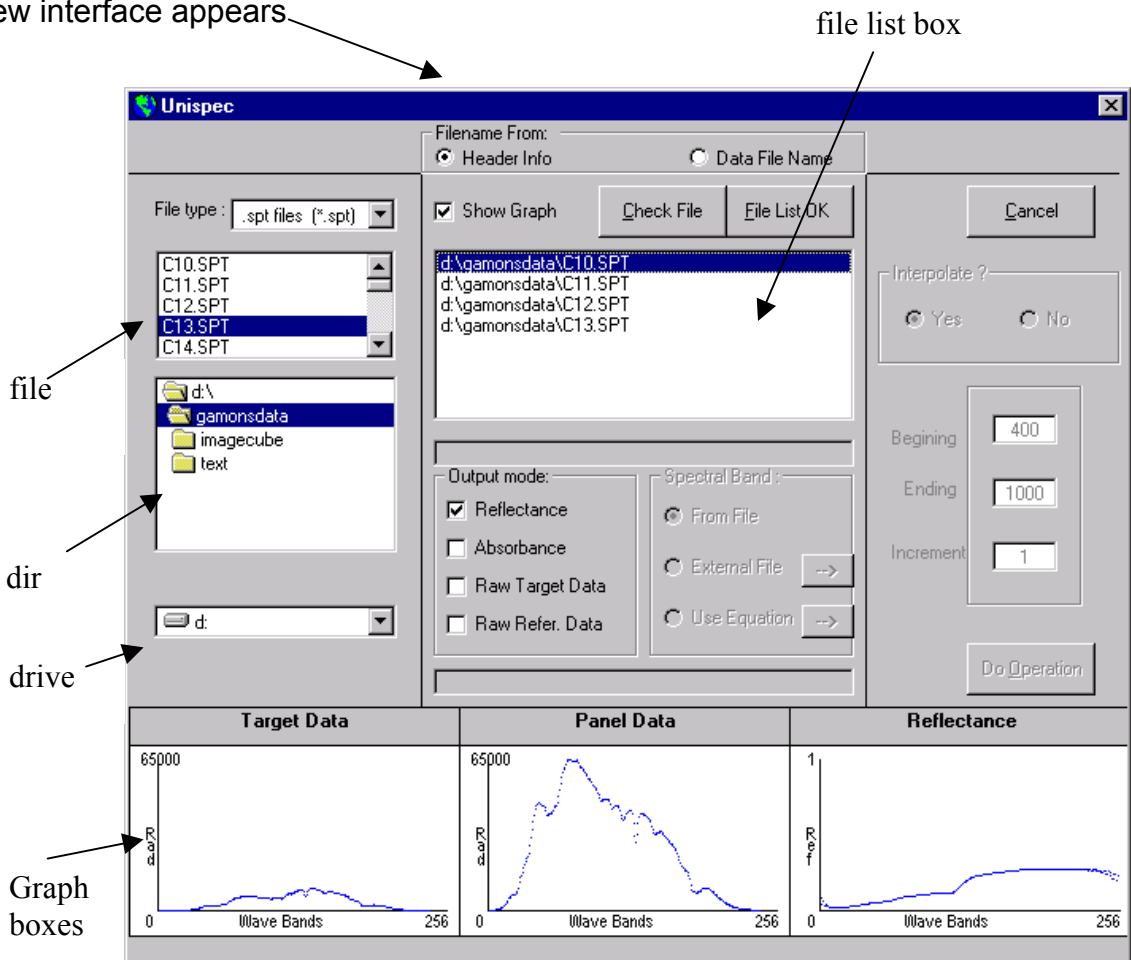 ew interface appears
file list box
Unispec
Filename From:
Header Info
Data File Name
File type :
.spt files (*.spt)
Show Graph
Check File
File List OK
Cancel
C10.SPT
C11.SPT
C12.SPT
C13.SPT
C14.SPT
d:\gamonsdata\C10.SPT
d:\gamonsdata\C11.SPT
d:\gamonsdata\C12.SPT
d:\gamonsdata\C13.SPT
Interpolate ?
Yes
No
file
d:\
gamonsdata
imagecube
text
Begining
400
Ending
1000
Increment
1
Output mode:
Reflectance
Absorbance
Raw Target Data
Raw Refer. Data
Spectral Band :
From File
External File
-->
Use Equation
-->
dir
d:
drive
Do Operation
Target Data
Panel Data
Reflectance
65000
Rad
0
Wave Bands
256
65000
Rad
0
Wave Bands
256
1
Ref
0
Wave Bands
256
Graph
boxes